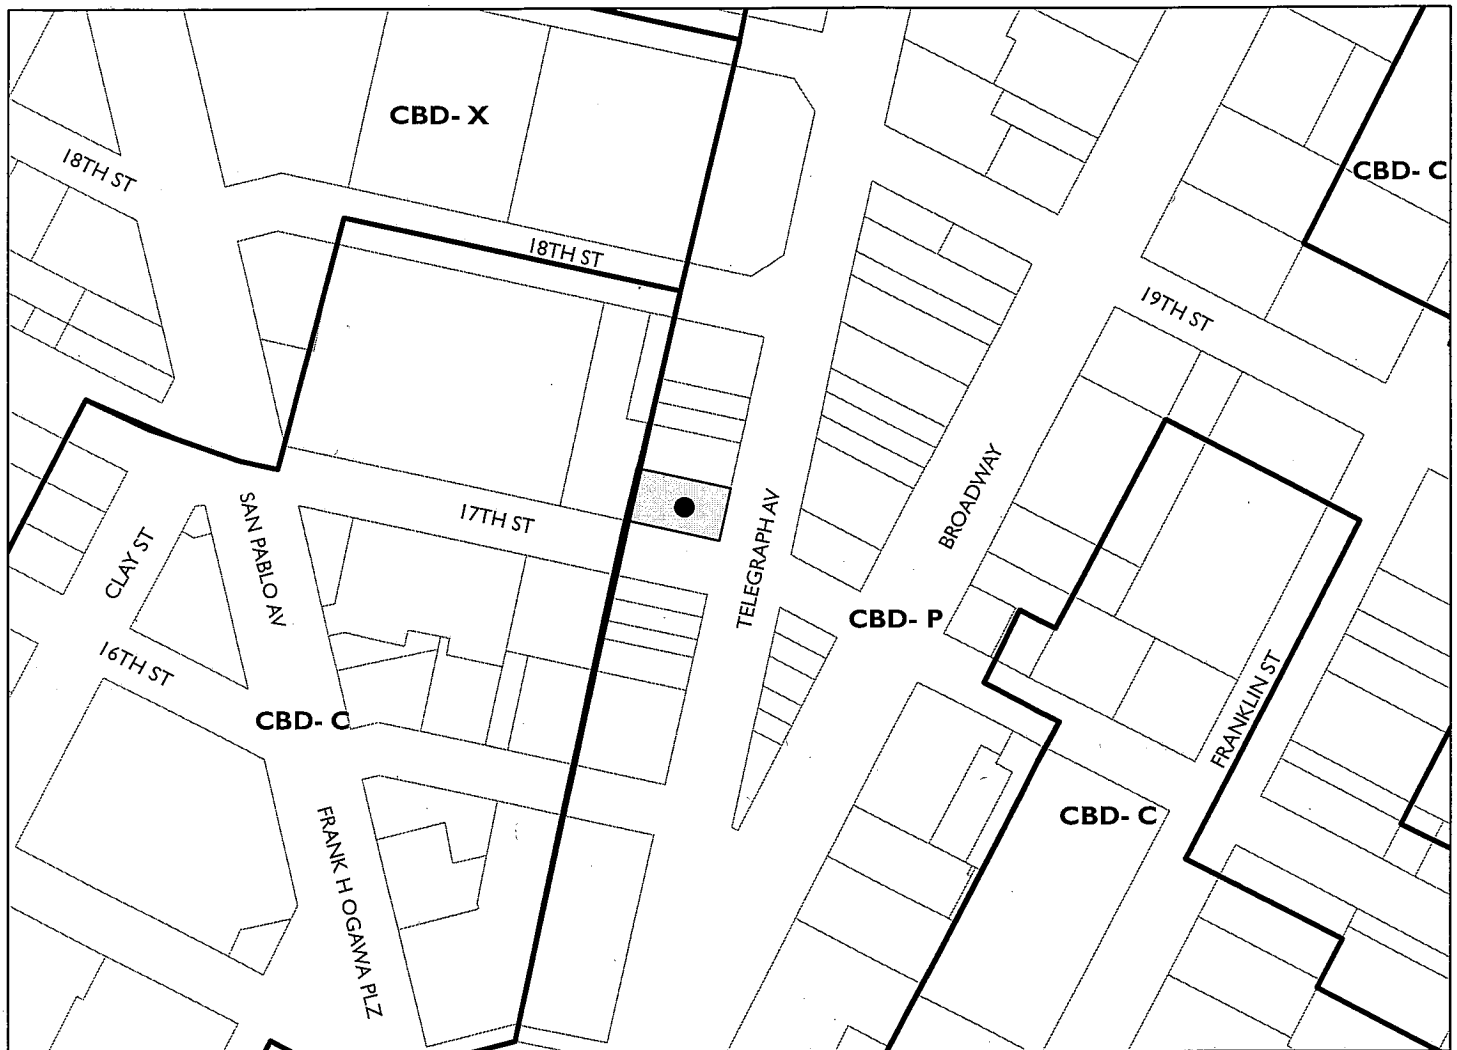 CBD- X
18TH ST
CBD- C
18TH ST
19TH ST
17TH ST
SAN PABLO AV
CLAY ST
TELEGRAPH AV
BROADWAY
CBD- P
16TH ST
CBD- C
FRANKLIN ST
CBD- C
FRANK H OGAWA PLZ